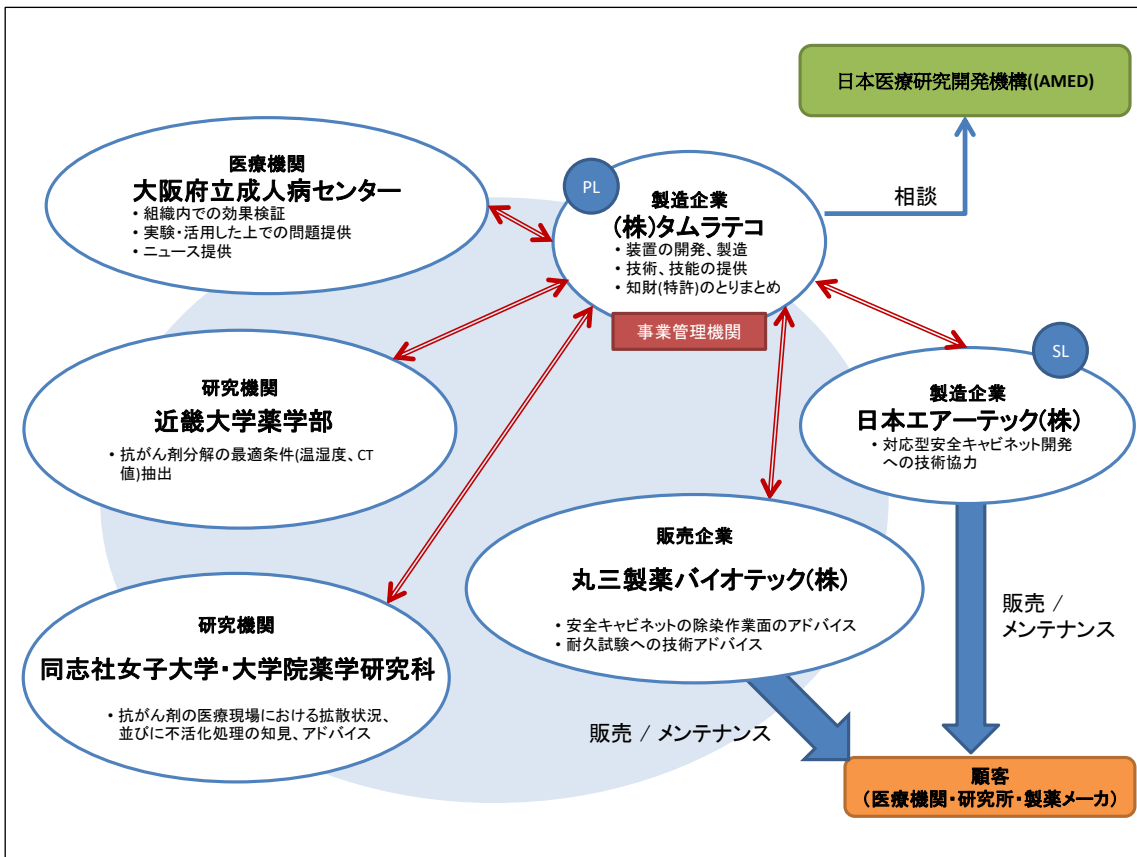 日本医療研究開発機構((AMED)
相談
医療機関
大阪府立成人病センター
• 組織内での効果検証
• 実験・活用した上での問題提供
• ニュース提供
PL
製造企業
(株)タムラテコ
• 装置の開発、製造
• 技術、技能の提供
• 知財(特許)のとりまとめ
事業管理機関
研究機関
近畿大学薬学部
• 抗がん剤分解の最適条件(温湿度、CT
値)抽出
SL
製造企業
日本エアーテック(株)
• 対応型安全キャビネット開発
への技術協力
販売企業
丸三製薬バイオテック(株)
• 安全キャビネットの除染作業面のアドバイス
• 耐久試験への技術アドバイス
研究機関
同志社女子大学・大学院薬学研究科
• 抗がん剤の医療現場における拡散状況、
並びに不活化処理の知見、アドバイス
販売 /
メンテナンス
販売 / メンテナンス
顧客
(医療機関・研究所・製薬メーカ)